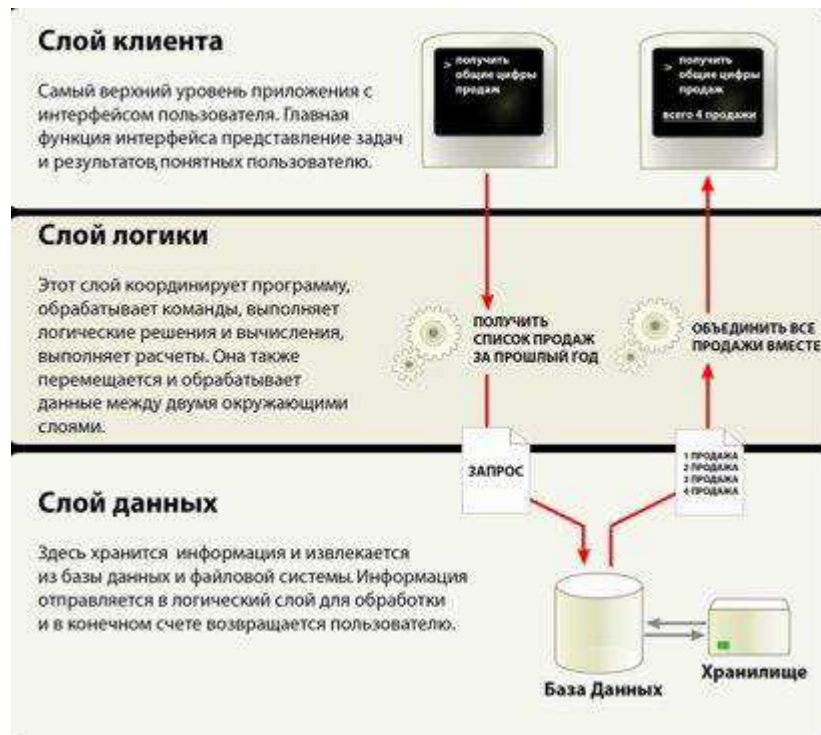 Слой клиента
Самый верхний уровень приложения с
интерфейсом пользователя. Главная
функция интерфейса представление задач
и результатов, понятных пользователю.
> получить
общие цифры
продаж
> получить
общие цифры
продаж
всего 4 продажи
Слой логики
Этот слой координирует программу,
обрабатывает команды, выполняет
логические решения и вычисления,
выполняет расчеты. Она также
перемещается и обрабатывает
данные между двумя окружающими
слоями.
ПОЛУЧИТЬ
СПИСОК ПРОДАЖ
ЗА ПРОШЛЫЙ ГОД
ОБЪЕДИНИТЬ ВСЕ
ПРОДАЖИ ВМЕСТЕ
ЗАПРОС
1 ПРОДАЖА
2 ПРОДАЖА
3 ПРОДАЖА
4 ПРОДАЖА
Слой данных
Здесь хранится информация и извлекается
из базы данных и файловой системы. Информация
отправляется в логический слой для обработки
и в конечном счете возвращается пользователю.
База Данных
Хранилище